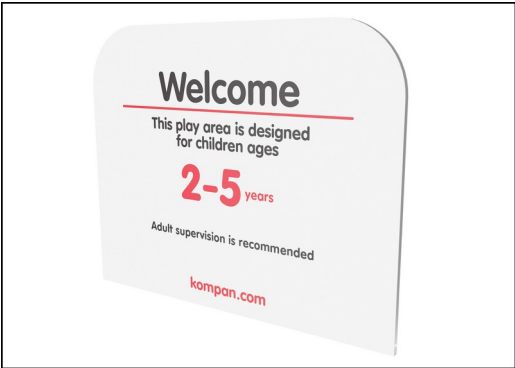 Welcome
This play area is designed
for children ages
2-5 years
Adult supervision is recommended
kompan.com